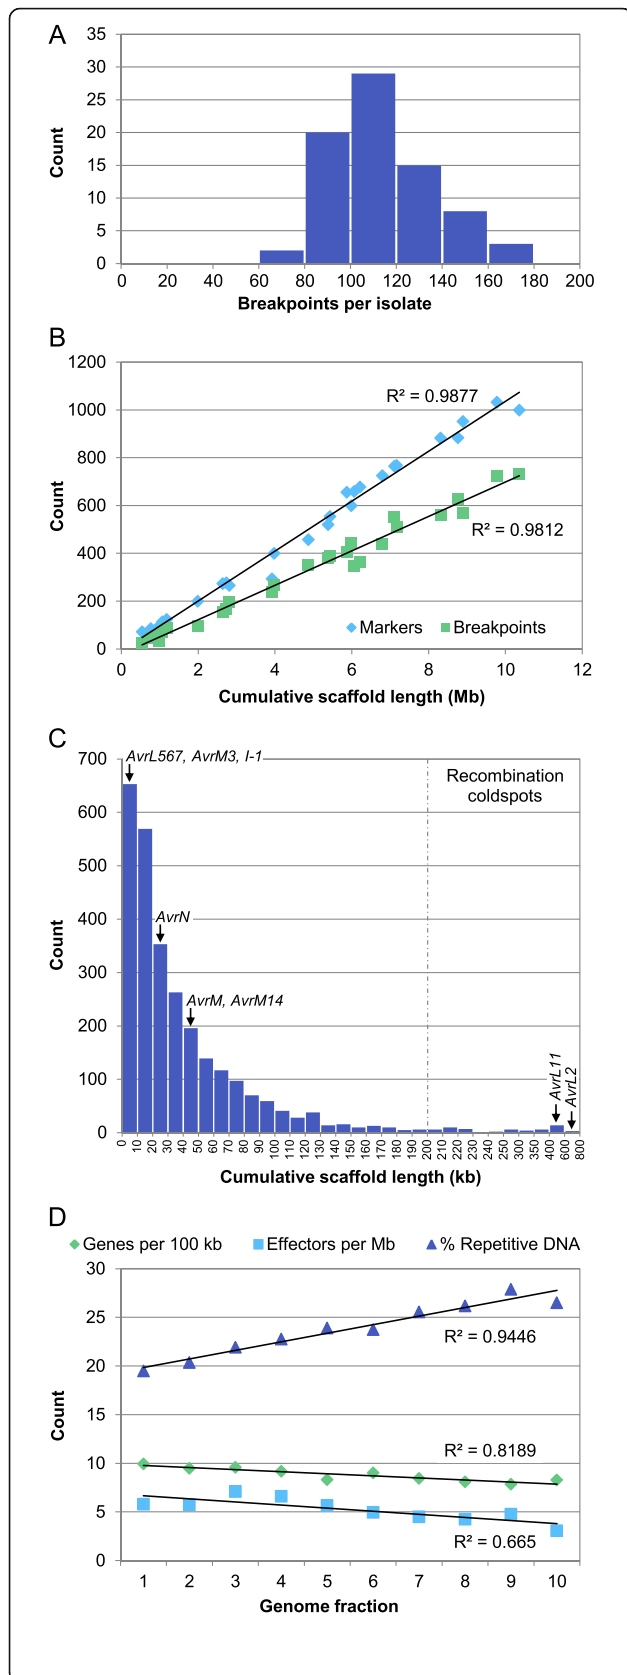 A
35
30
25
20
15
10
5
0
Count
0 20 40 60 80 100 120 140 160 180 200
Breakpoints per isolate
B
1200
1000
800
600
400
200
0
Count
R² = 0.9877
R² = 0.9812
Markers Breakpoints
0 2 4 6 8 10 12
Cumulative scaffold length (Mb)
C
700
600
500
400
300
200
100
0
Count
AvrL567, AvrM3, I-1
Recombination
coldspots
AvrN
AvrM, AvrM14
AvrL11
AvrL2
0 10 20 30 40 50 60 70 80 90 100 110 120 130 140 150 160 170 180 190 200 210 220 230 240 250 300 350 400 600 800
Cumulative scaffold length (kb)
D
Genes per 100 kb Effectors per Mb % Repetitive DNA
30
25
20
15
10
5
0
Count
R² = 0.9446
R² = 0.8189
R² = 0.665
1 2 3 4 5 6 7 8 9 10
Genome fraction